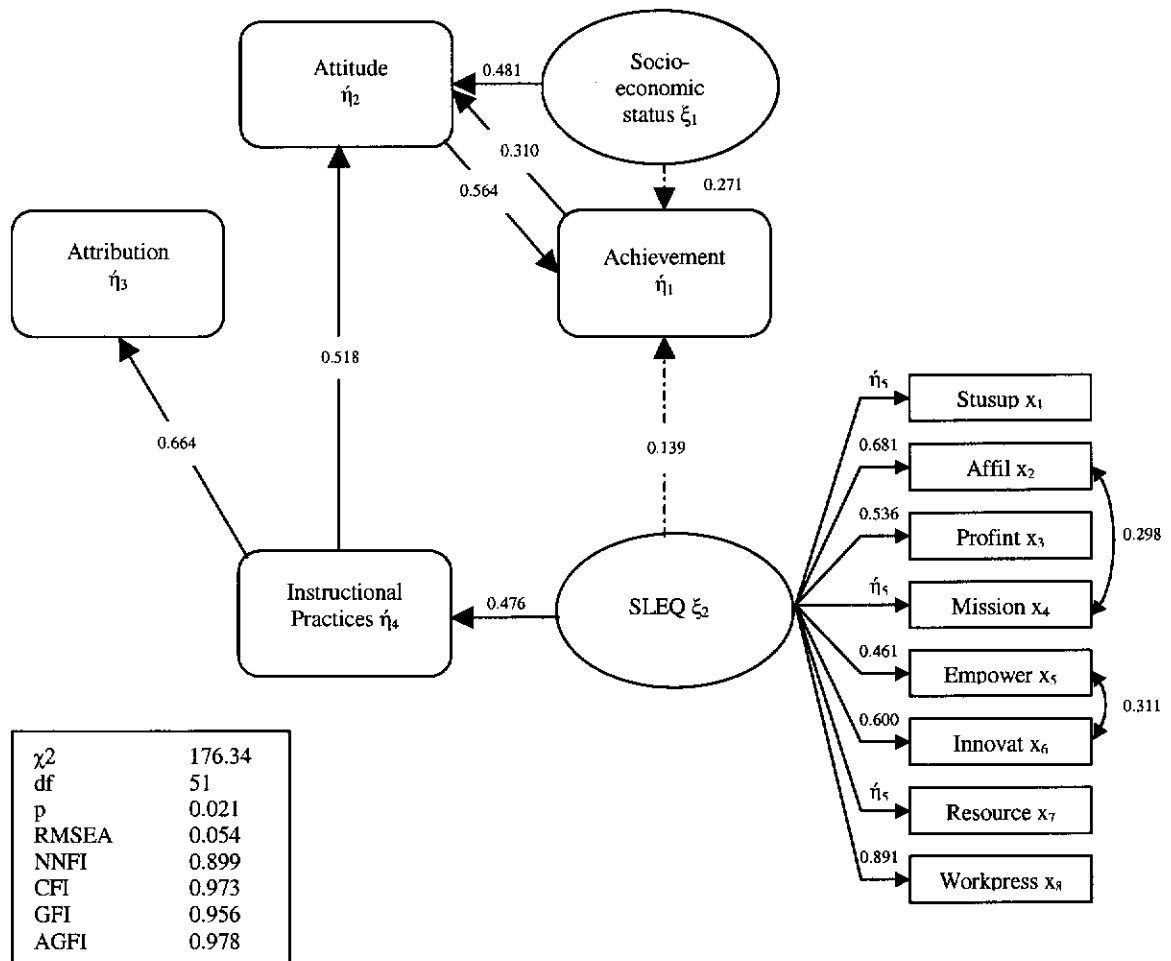 Attitude
ή2
0.481
Socio-
economic
status ξ1
0.310
0.564
0.271
Attribution
ή3
Achievement
ή1
0.518
0.664
0.139
Instructional
Practices ή4
0.476
SLEQ ξ2
ή5
Stusup x1
0.681
Affil x2
0.536
Profint x3
0.298
ή5
Mission x4
0.461
Empower x5
0.311
0.600
Innovat x6
ή5
Resource x7
0.891
Workpress x8
χ2 176.34
df 51
p 0.021
RMSEA 0.054
NNFI 0.899
CFI 0.973
GFI 0.956
AGFI 0.978